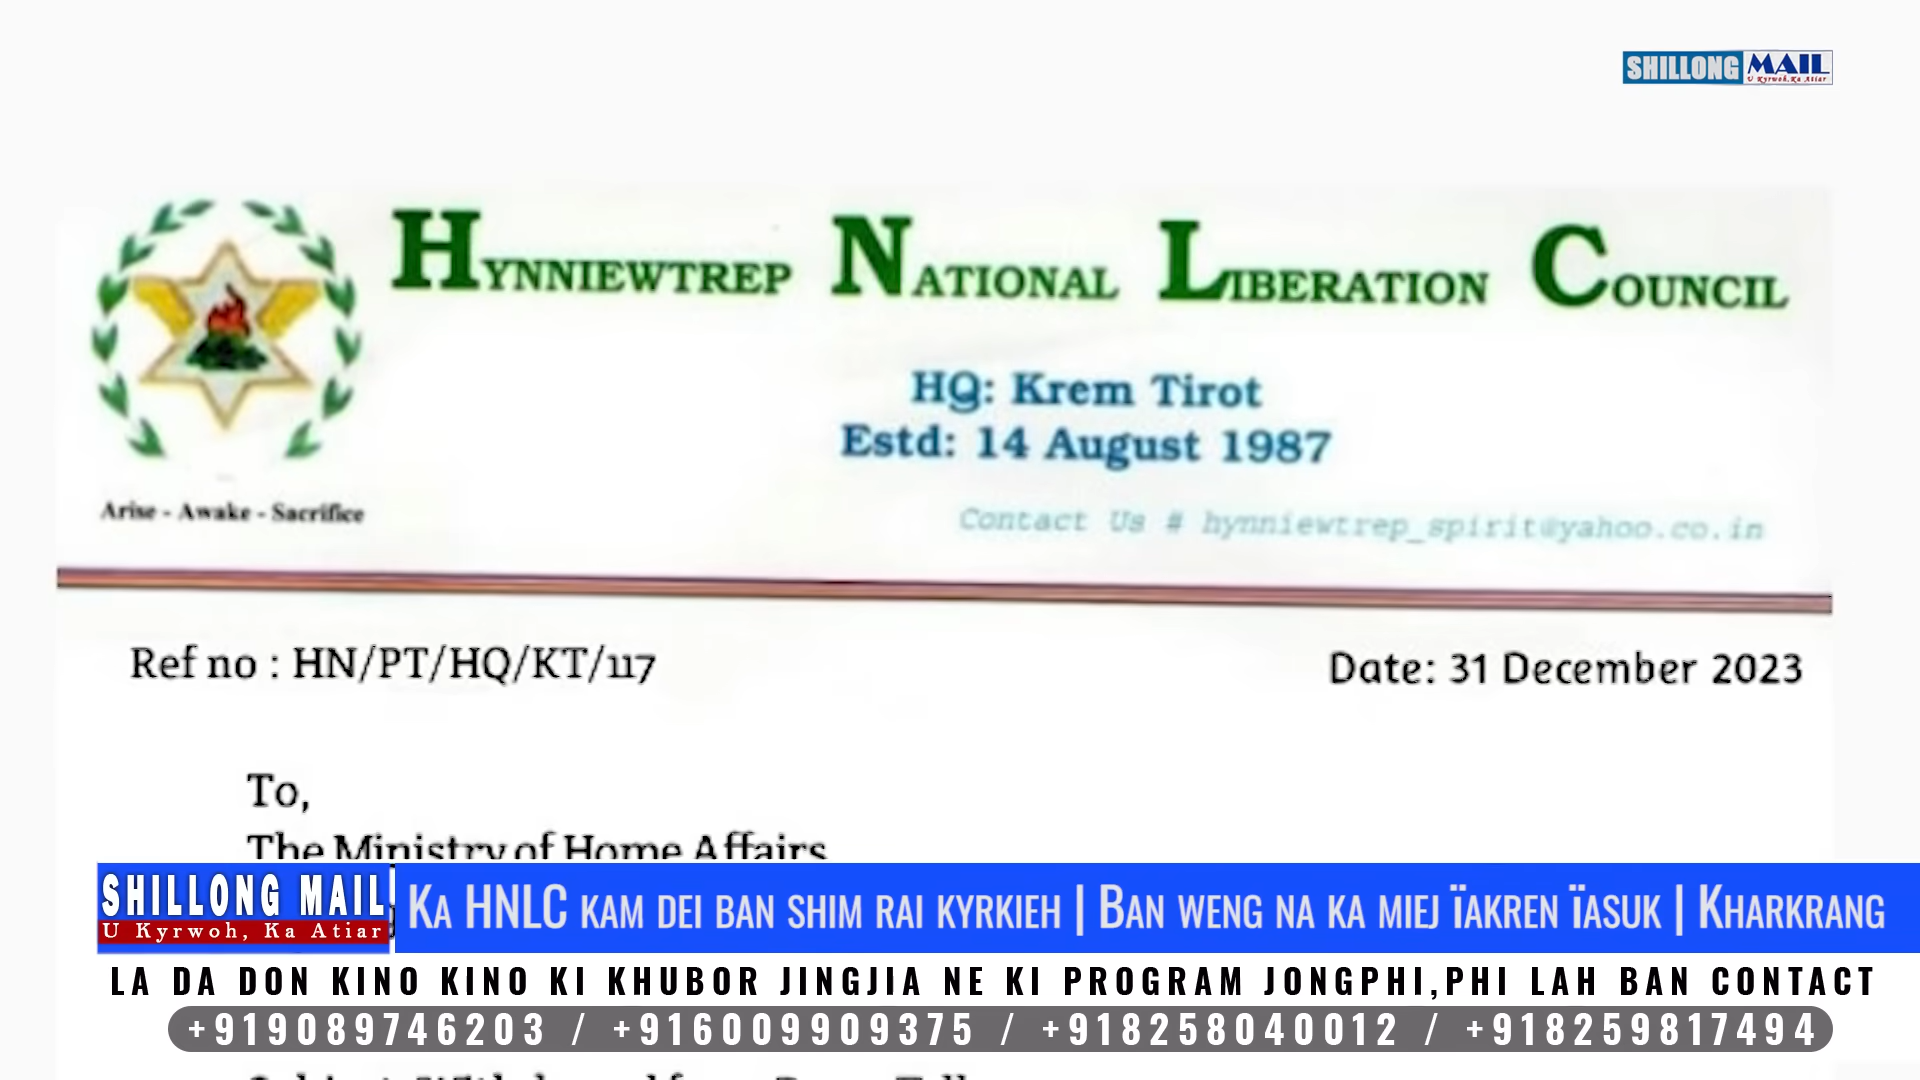 SHILLONG MAIL
U Kyrwoh, Ka Atiar
HYNNIEWTREP NATIONAL LIBERATION COUNCIL
HQ: Krem Tirot
Estd: 14 August 1987
Arise - Awake - Sacrifice
Contact Us # hynniewtrep_spirit@yahoo.co.in
Ref no : HN/PT/HQ/KT/117
Date: 31 December 2023
To,
The Ministry of Home Affairs
SHILLONG MAIL
U Kyrwoh, Ka Atiar
KA HNLC KAM DEI BAN SHIM RAI KYRKIEH | BAN WENG NA KA MIEJ ÏAKREN ÏASUK | KHARKRANG
LA DA DON KINO KINO KI KHUBOR JINGJIA NE KI PROGRAM JONGPHI,PHI LAH BAN CONTACT
+919089746203 / +916009909375 / +918258040012 / +918259817494